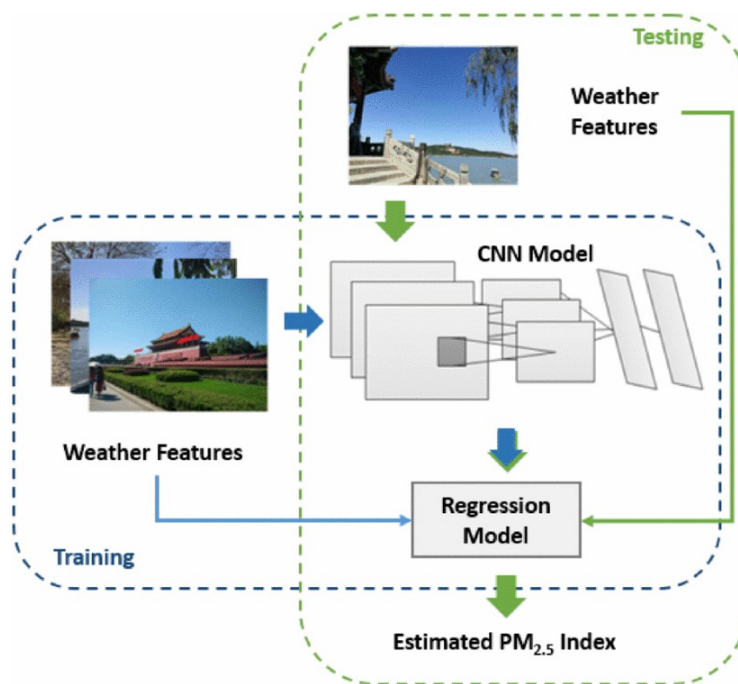 Testing
Weather
Features
CNN Model
Weather Features
Regression
Model
Training
Estimated PM2.5 Index